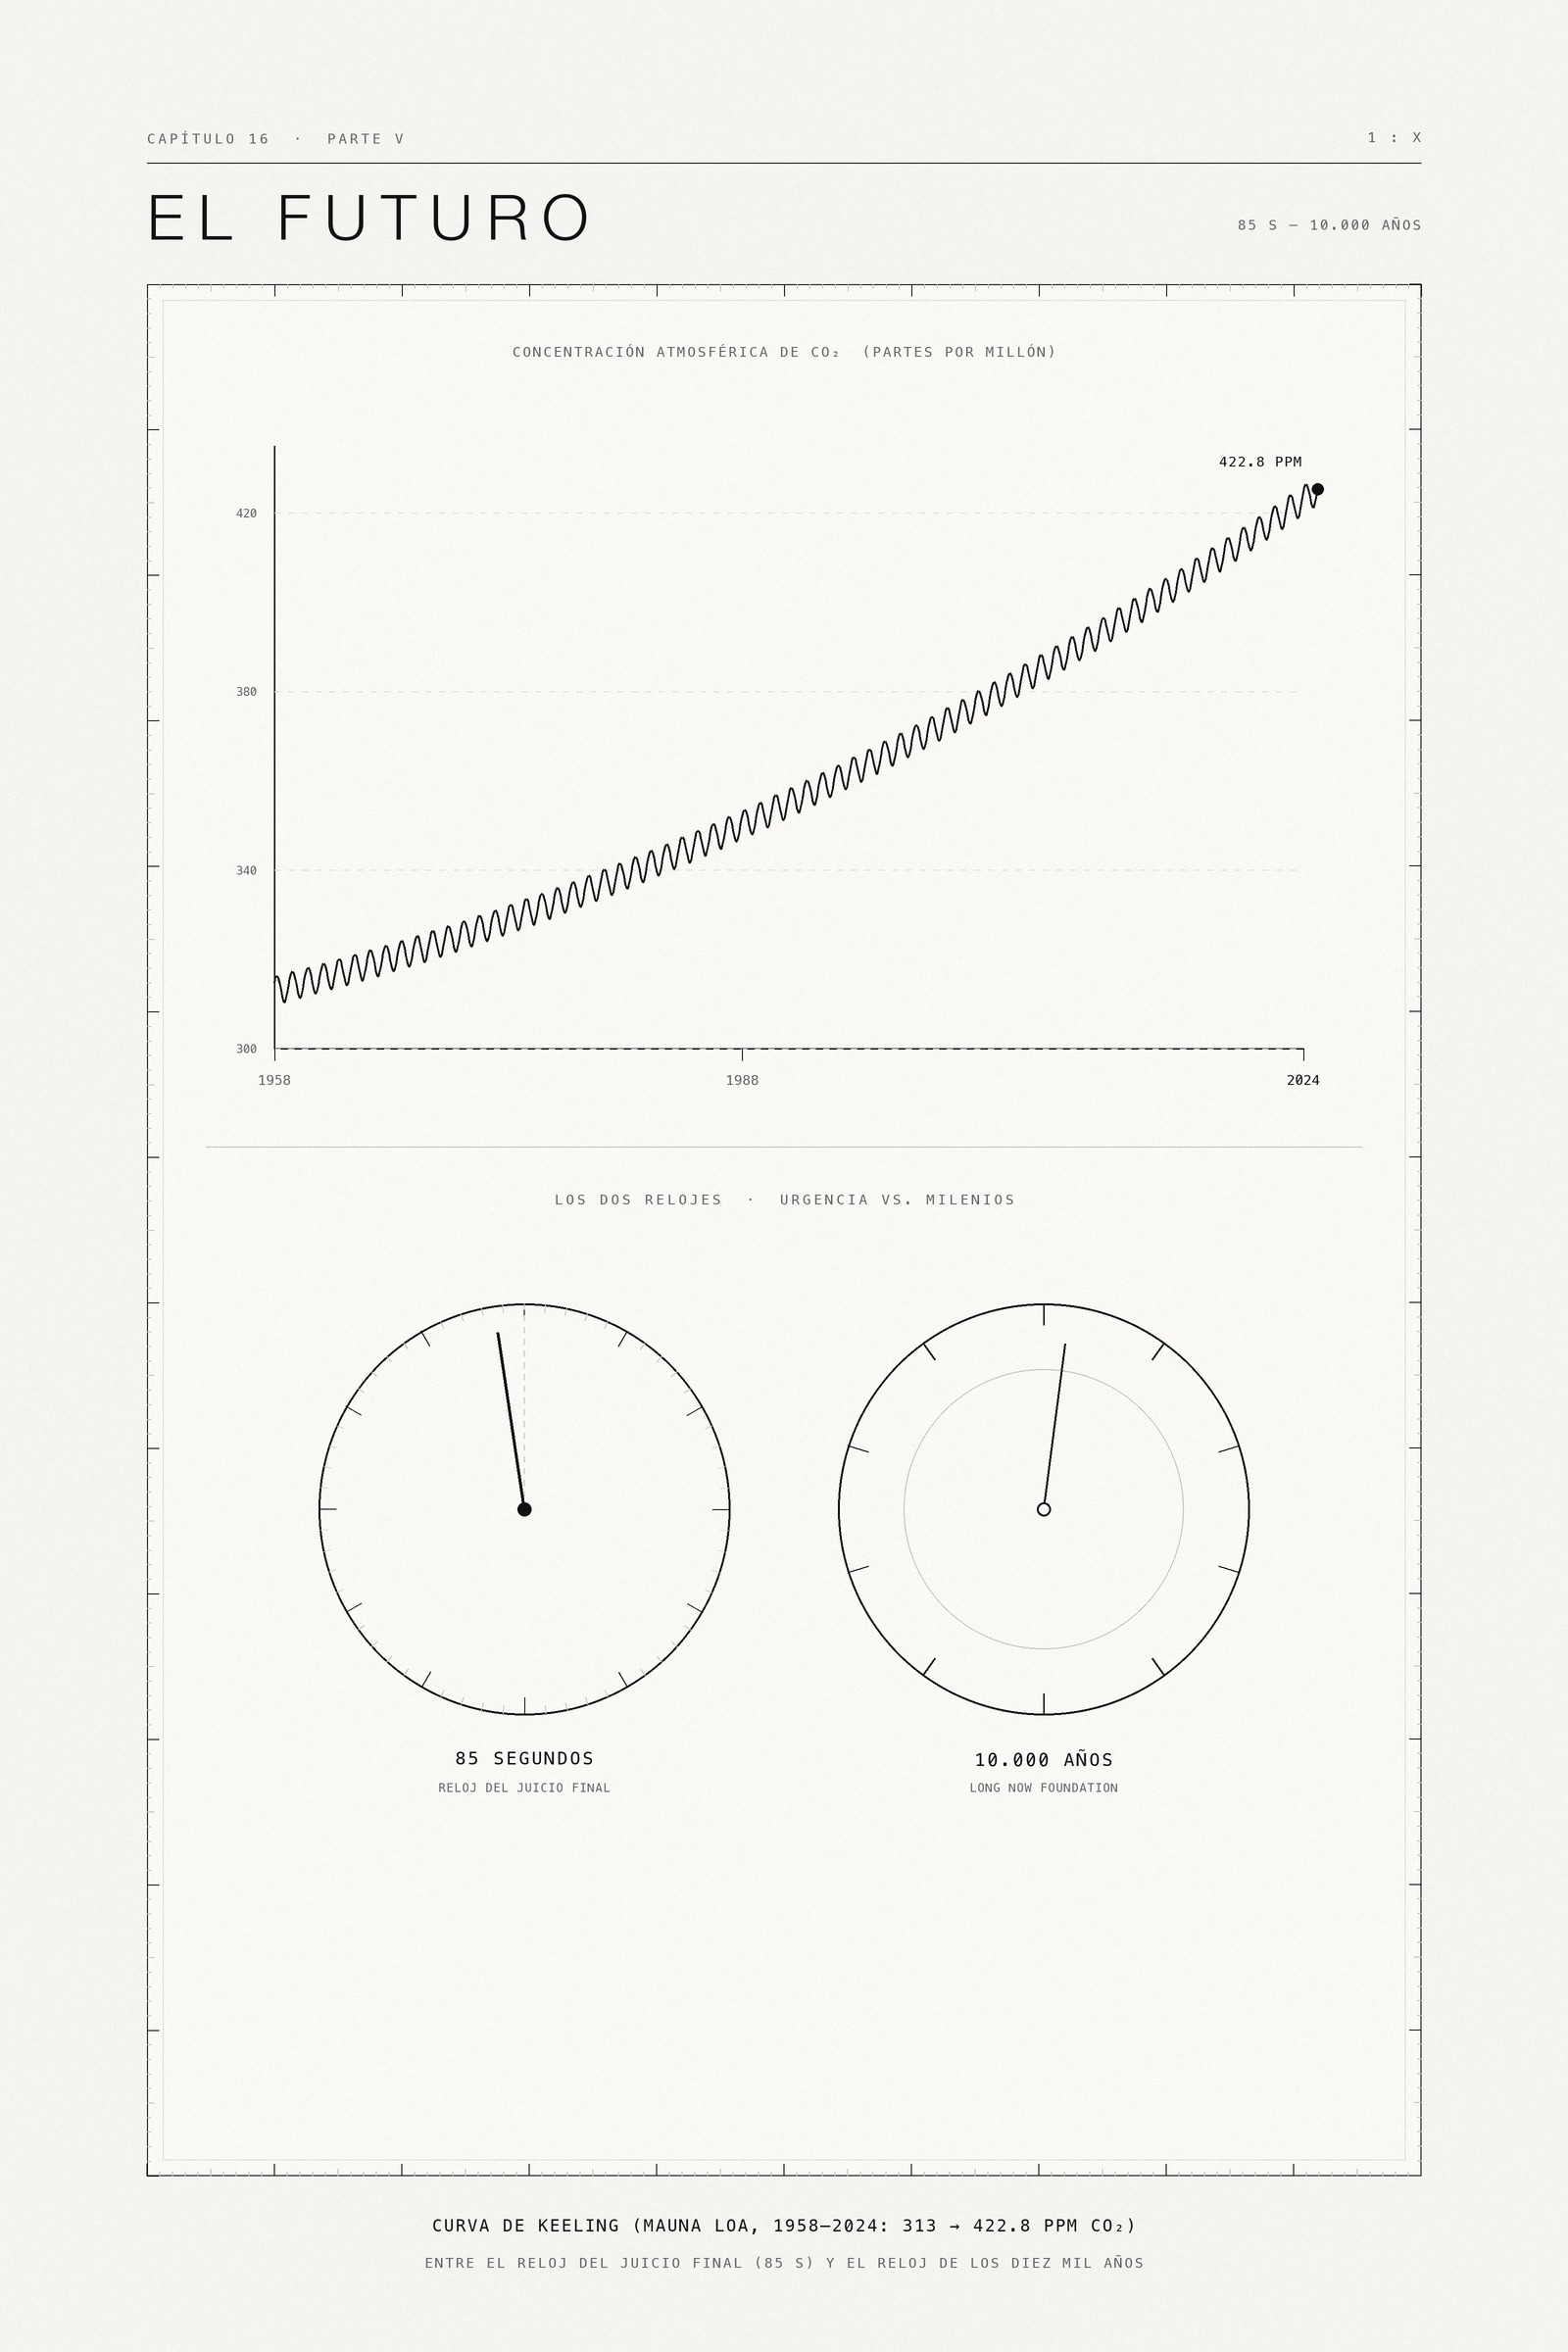 CAPÍTULO 16 · PARTE V
1 : X
EL FUTURO
85 S — 10.000 AÑOS
CONCENTRACIÓN ATMOSFÉRICA DE CO₂ (PARTES POR MILLÓN)
422.8 PPM
420
380
340
300
1958
1988
2024
LOS DOS RELOJES · URGENCIA VS. MILENIOS
85 SEGUNDOS
RELOJ DEL JUICIO FINAL
10.000 AÑOS
LONG NOW FOUNDATION
CURVA DE KEELING (MAUNA LOA, 1958–2024: 313 → 422.8 PPM CO₂)
ENTRE EL RELOJ DEL JUICIO FINAL (85 S) Y EL RELOJ DE LOS DIEZ MIL AÑOS